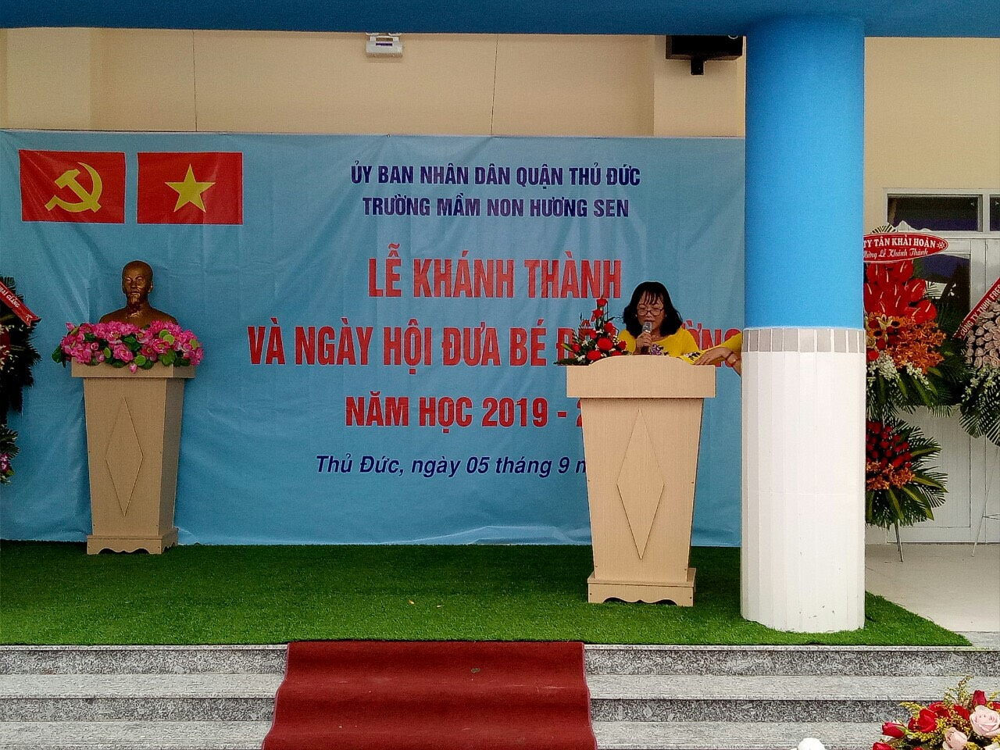 ỦY BAN NHÂN DÂN QUẬN THỦ ĐỨC
TRƯỜNG MẦM NON HƯƠNG SEN
LỄ KHÁNH THÀNH
VÀ NGÀY HỘI ĐƯA BÉ
NĂM HỌC 2019 -
Thủ Đức, ngày 05 tháng 9
TY TÂN KHẢI HOÀN
Mừng Lễ Khánh Thành